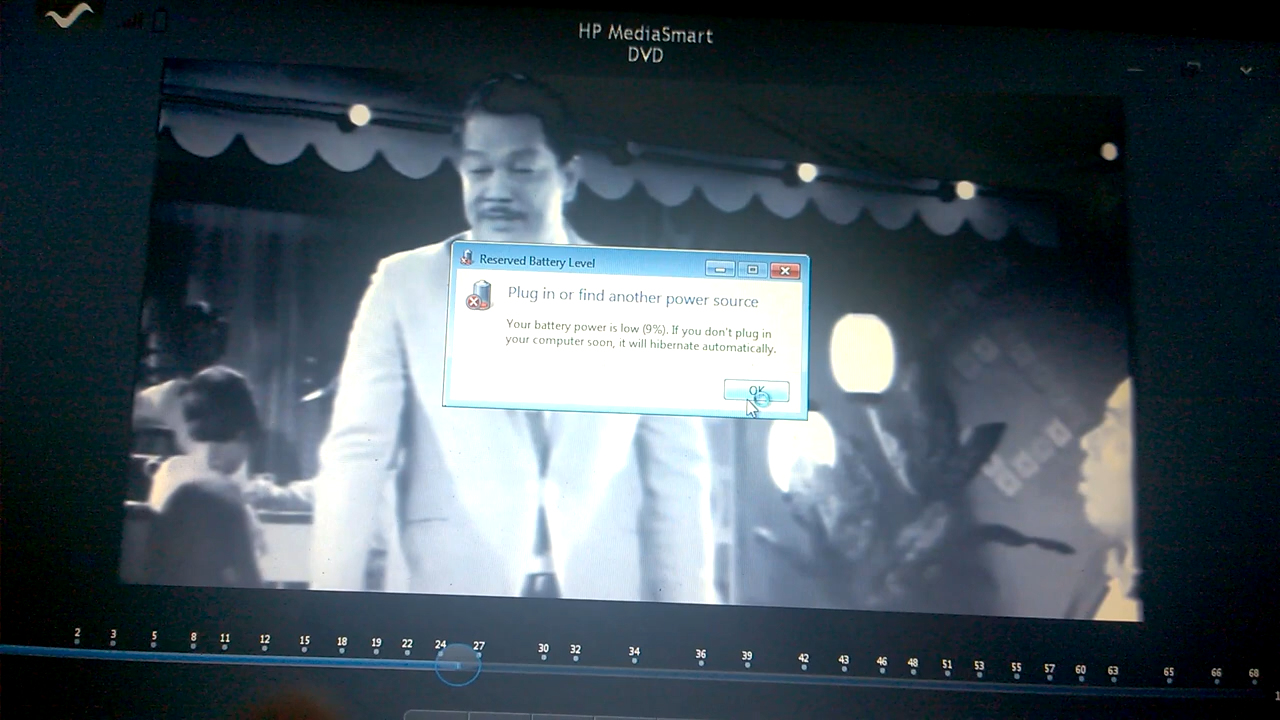 HP MediaSmart
DVD
Reserved Battery Level
Plug in or find another power source
Your battery power is low (9%). If you don't plug in
your computer soon, it will hibernate automatically.
OK
2 3 5 8 11 12 15 18 19 22 24 27 30 32 34 36 39 42 43 46 48 51 53 55 57 60 63 65 66 68